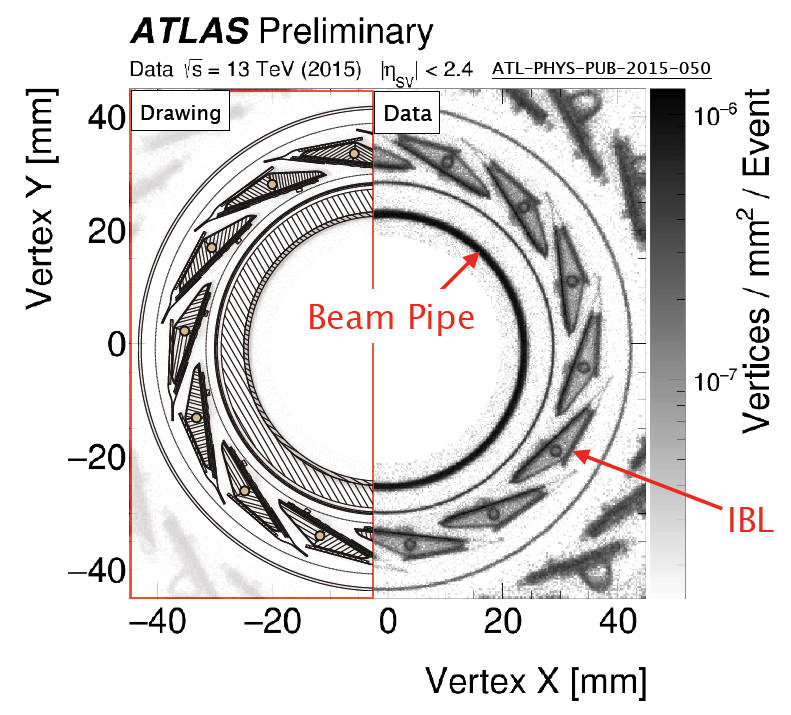 ATLAS Preliminary
Data √s = 13 TeV (2015) |η_SV| < 2.4 ATL-PHYS-PUB-2015-050
Drawing
Data
Vertex Y [mm]
40
20
0
−20
−40
Beam Pipe
IBL
10⁻⁶
10⁻⁷
Vertices / mm² / Event
−40 −20 0 20 40
Vertex X [mm]